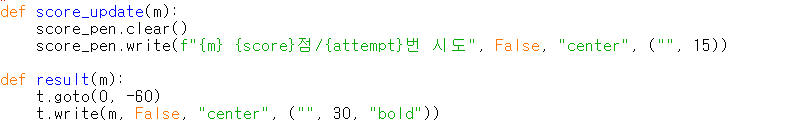 def score_update(m):
    score_pen.clear()
    score_pen.write(f"{m} {score}점/{attempt}번 시도", False, "center", ("", 15))

def result(m):
    t.goto(0, -60)
    t.write(m, False, "center", ("", 30, "bold"))